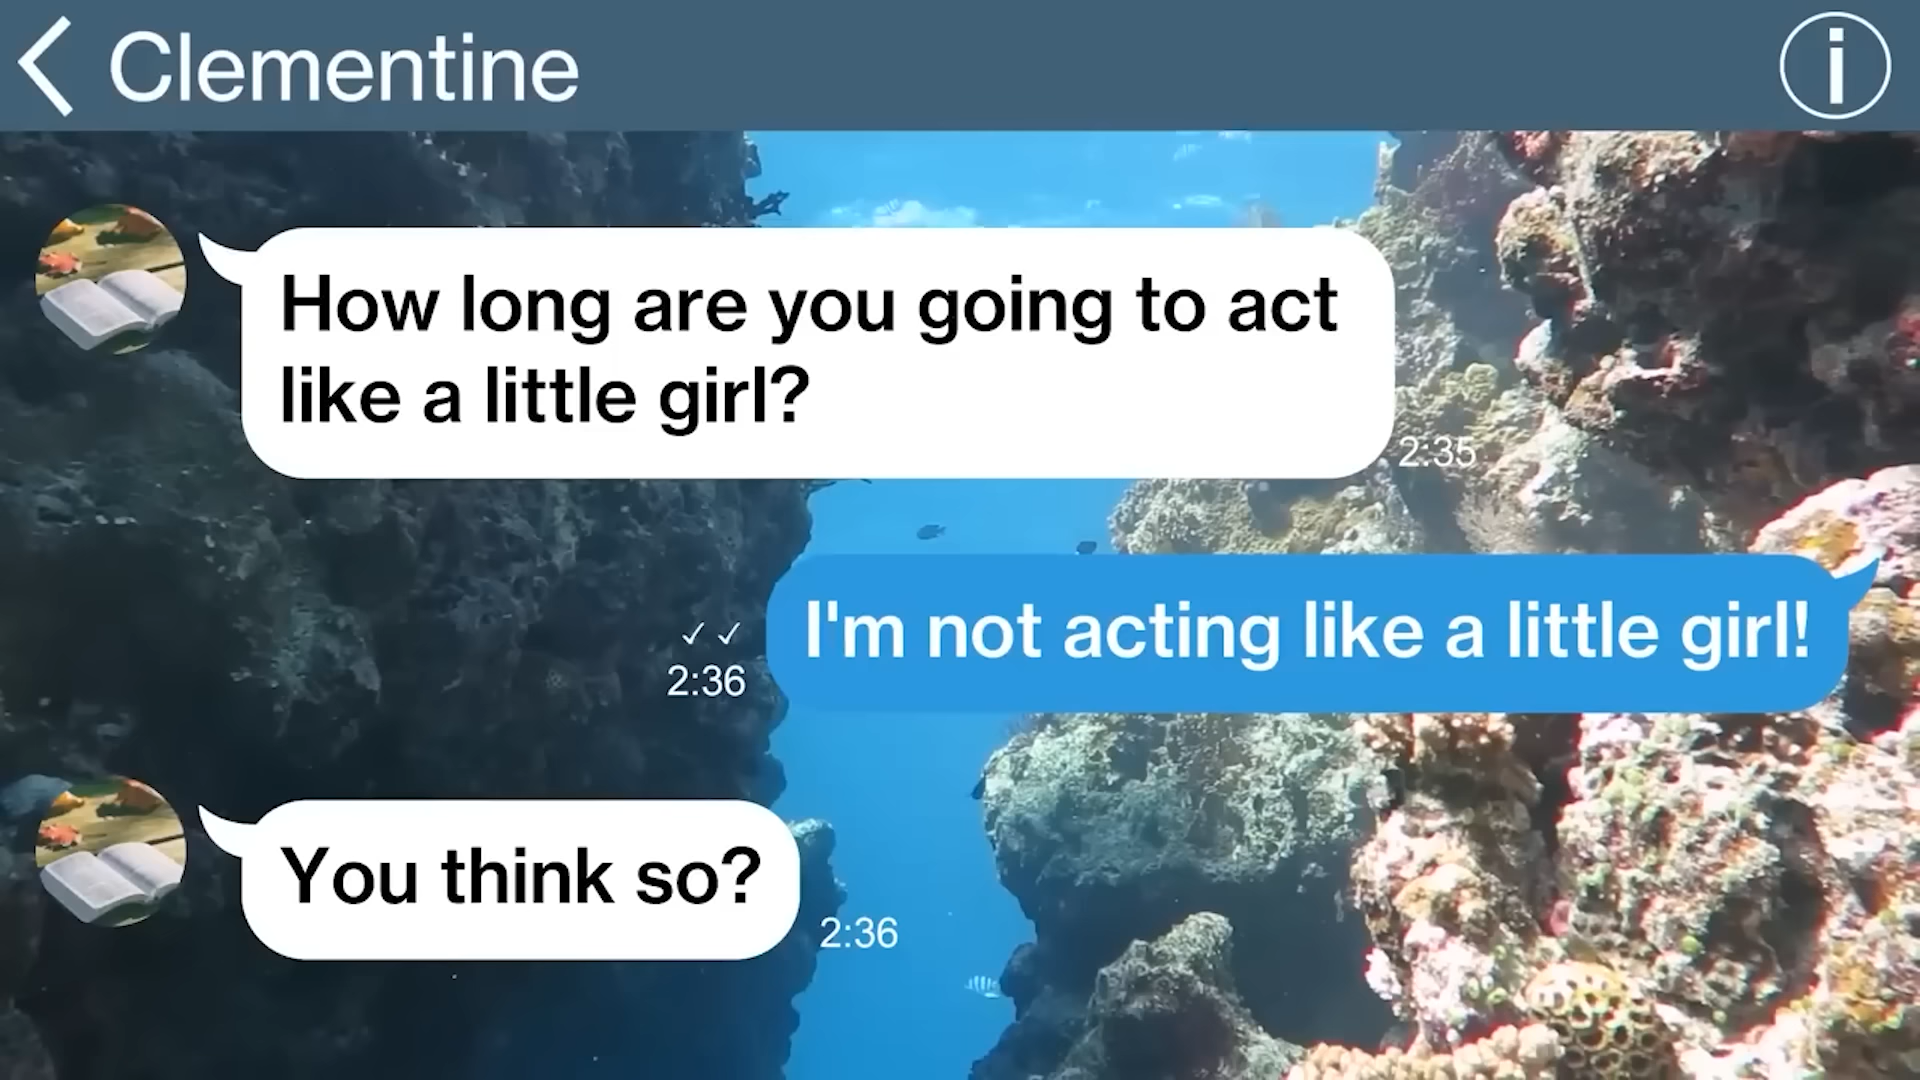 Clementine
How long are you going to act
like a little girl?
2:35
I'm not acting like a little girl!
2:36
You think so?
2:36